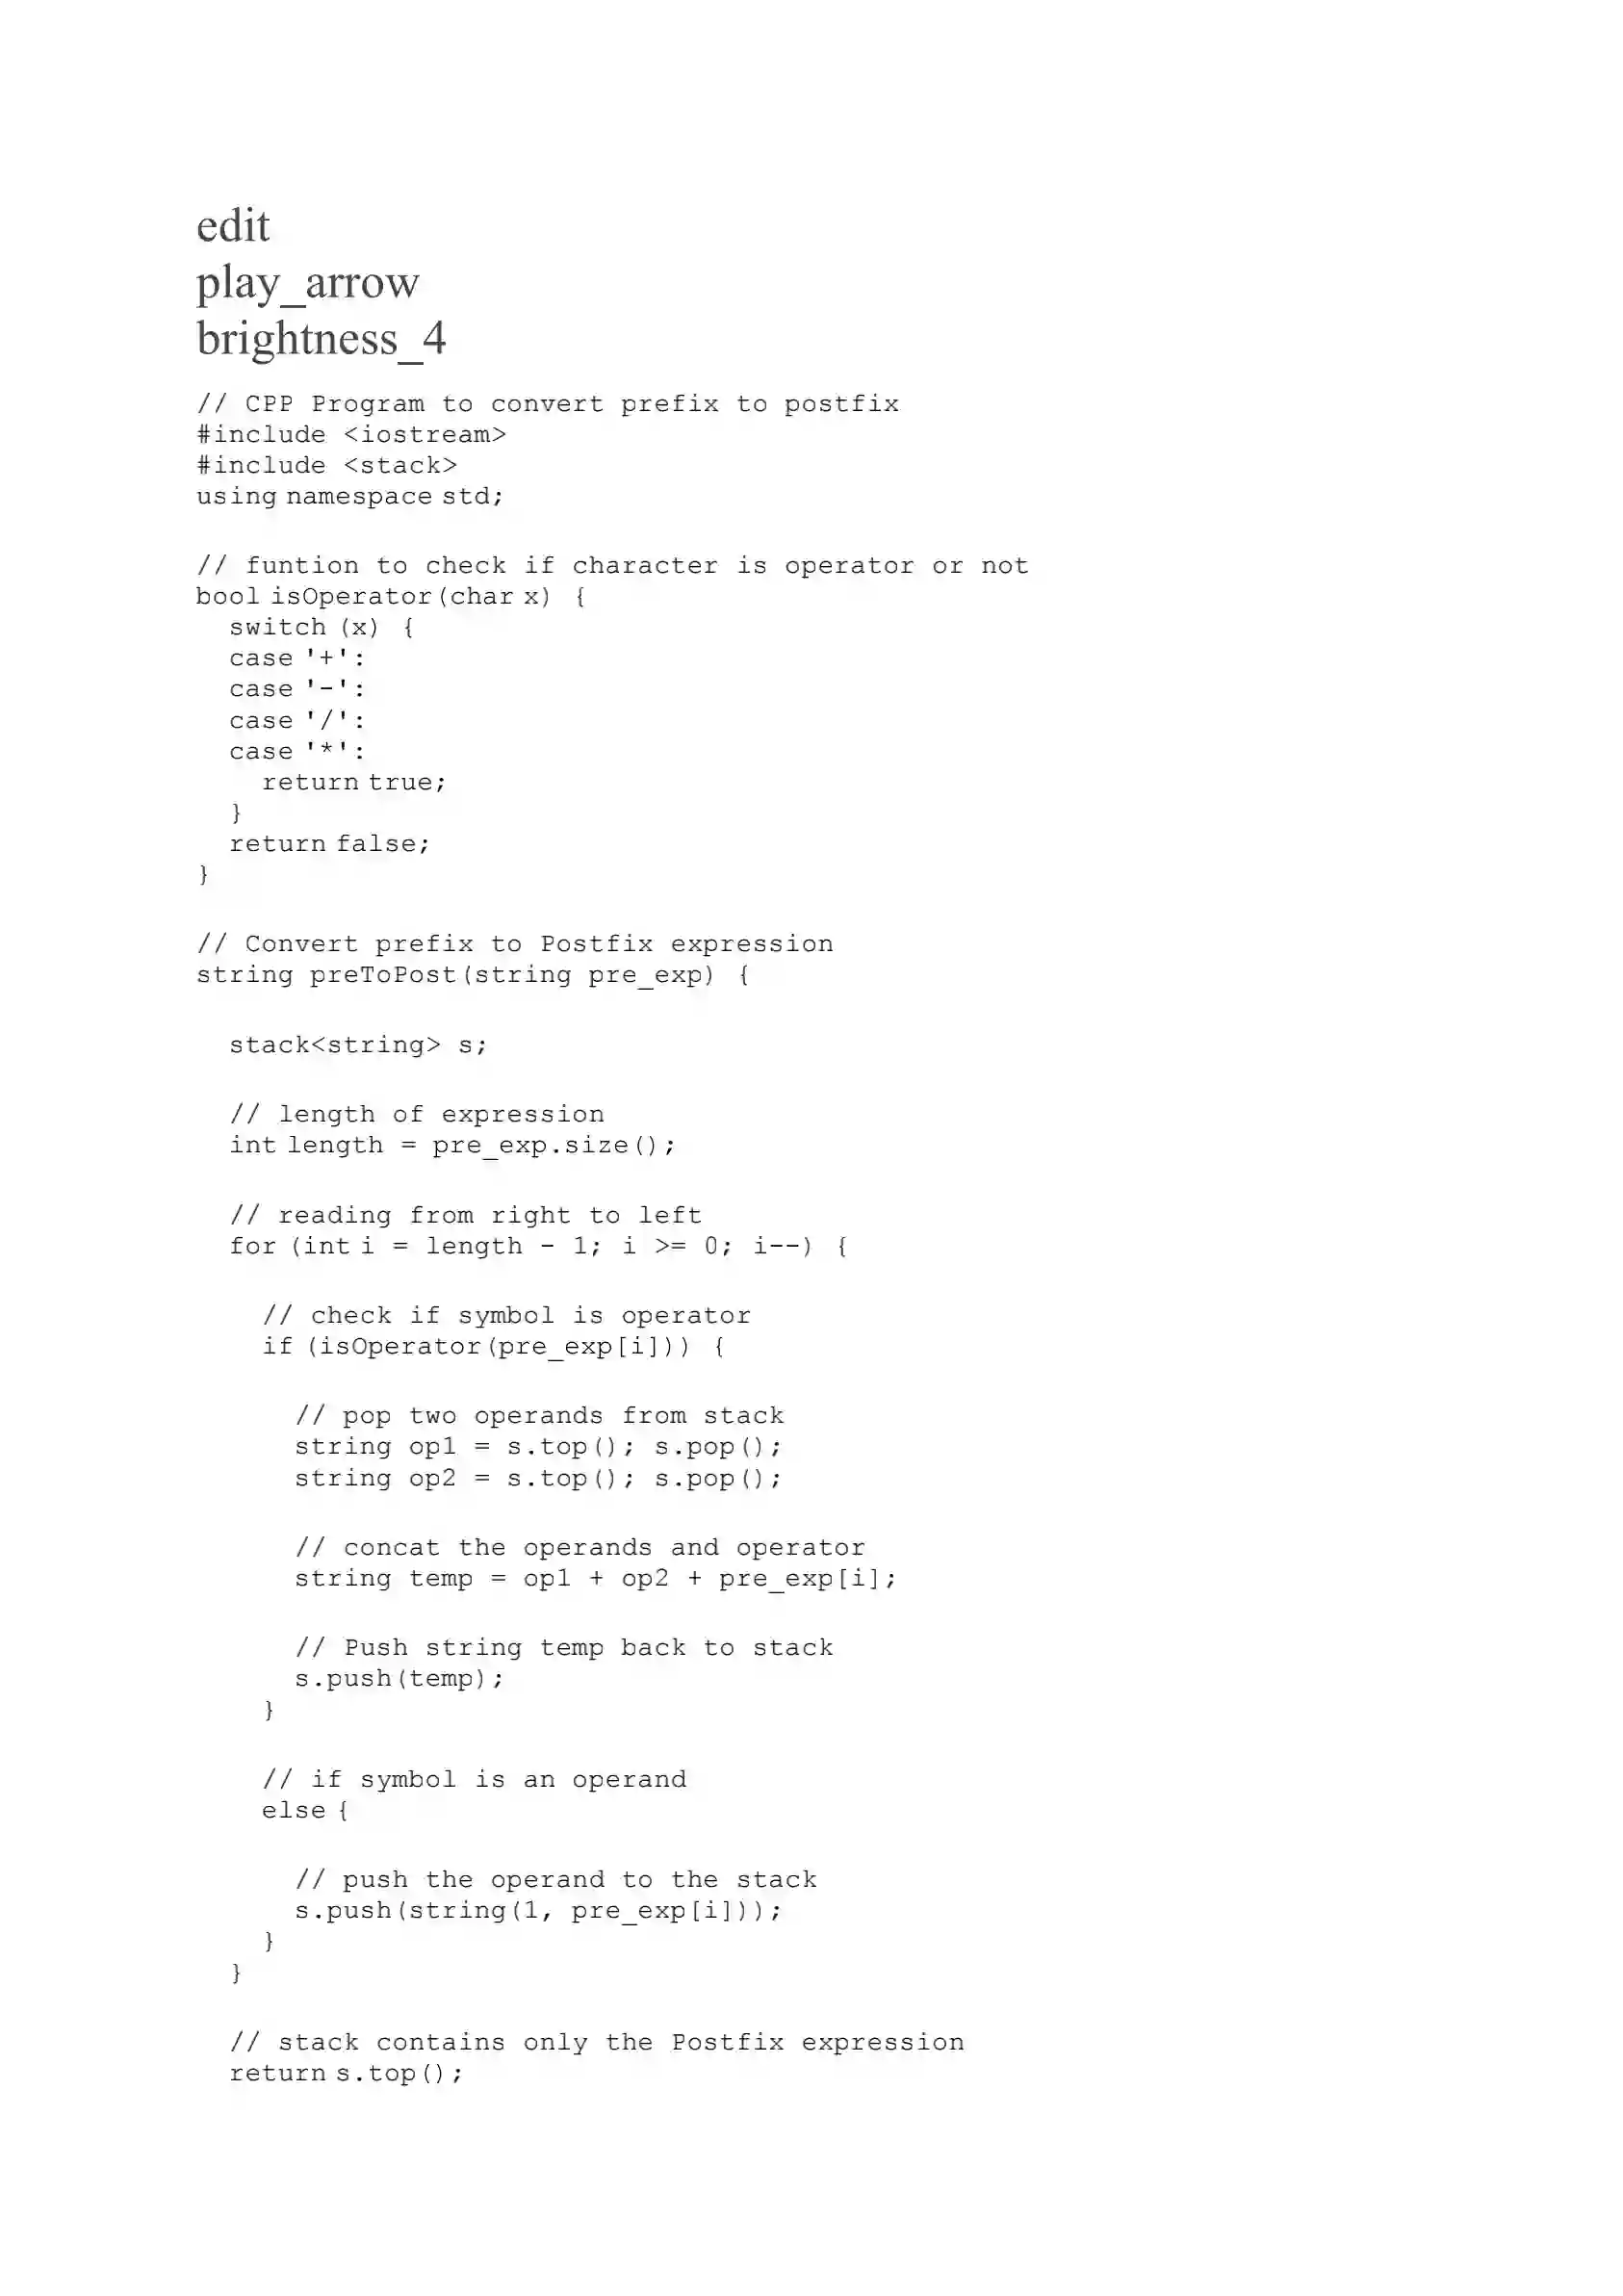 edit
play_arrow
brightness_4
// CPP Program to convert prefix to postfix
#include <iostream>
#include <stack>
using namespace std;
// funtion to check if character is operator or not
bool isOperator(char x) {
  switch (x) {
  case '+':
  case '-':
  case '/':
  case '*':
    return true;
  }
  return false;
}
// Convert prefix to Postfix expression
string preToPost(string pre_exp) {
  stack<string> s;
  // length of expression
  int length = pre_exp.size();
  // reading from right to left
  for (int i = length - 1; i >= 0; i--) {
    // check if symbol is operator
    if (isOperator(pre_exp[i])) {
      // pop two operands from stack
      string op1 = s.top(); s.pop();
      string op2 = s.top(); s.pop();
      // concat the operands and operator
      string temp = op1 + op2 + pre_exp[i];
      // Push string temp back to stack
      s.push(temp);
    }
    // if symbol is an operand
    else {
      // push the operand to the stack
      s.push(string(1, pre_exp[i]));
    }
  }
  // stack contains only the Postfix expression
  return s.top();